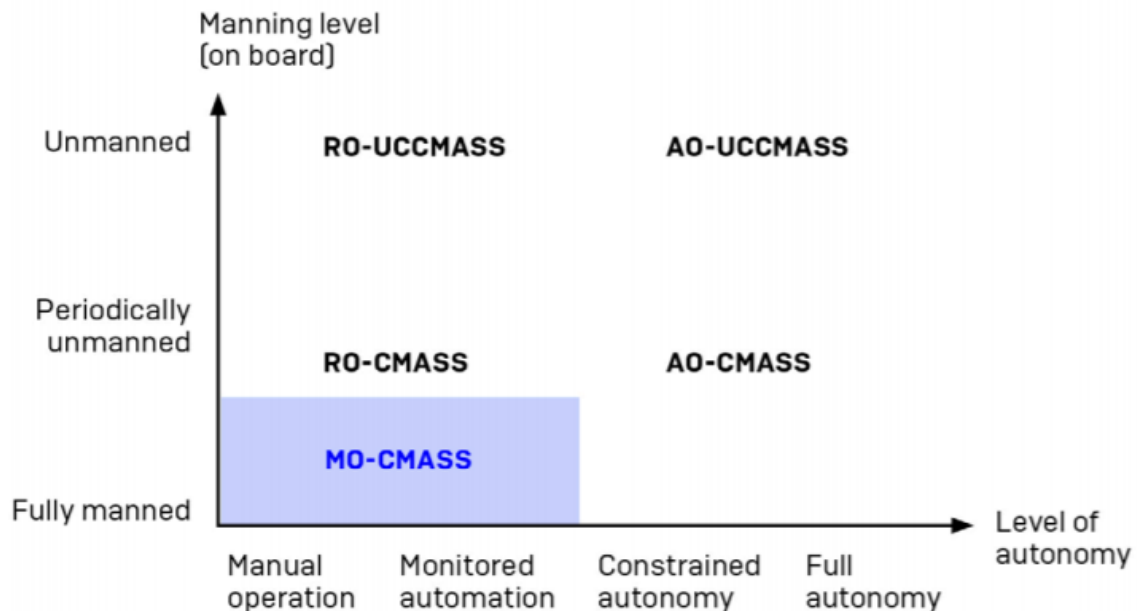 Manning level
(on board)
Unmanned
RO-UCCMASS
AO-UCCMASS
Periodically
unmanned
RO-CMASS
AO-CMASS
MO-CMASS
Fully manned
Level of
autonomy
Manual
operation
Monitored
automation
Constrained
autonomy
Full
autonomy